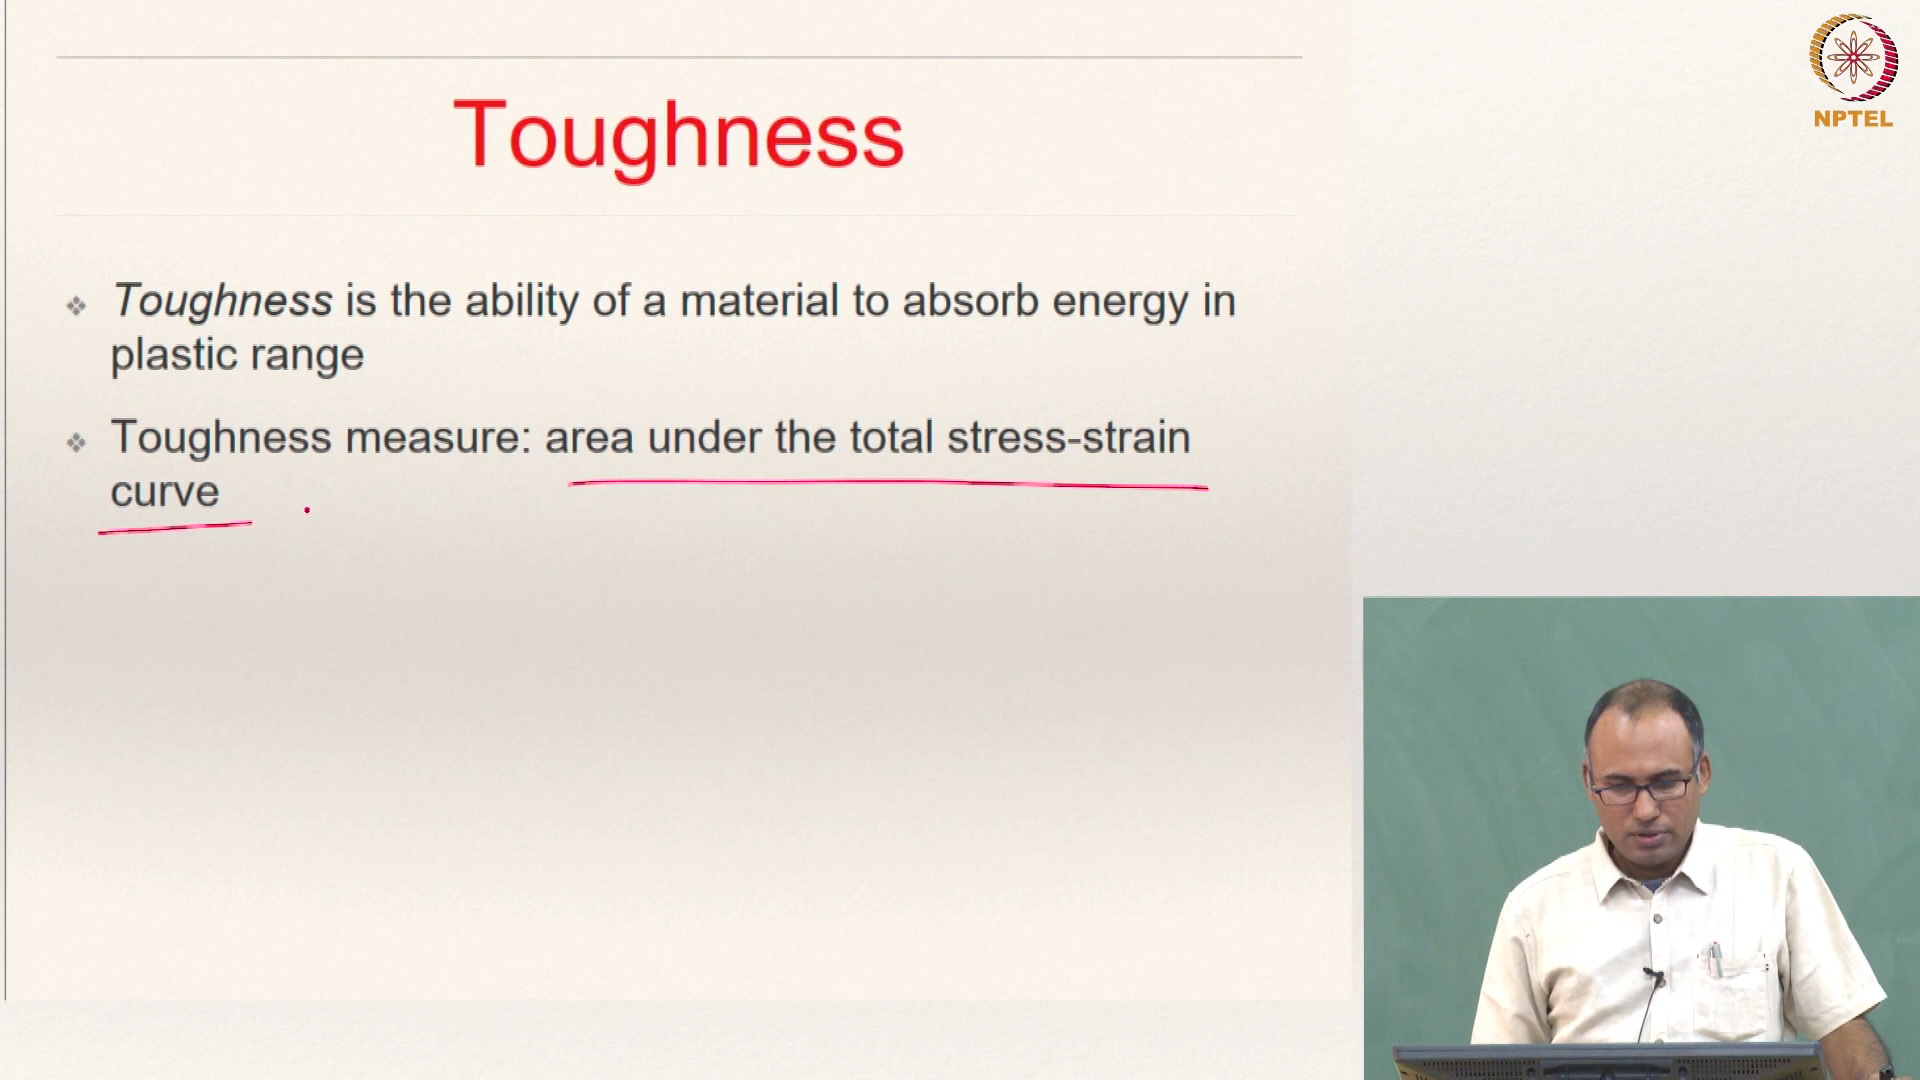 NPTEL
Toughness
Toughness is the ability of a material to absorb energy in
plastic range
Toughness measure: area under the total stress-strain
curve